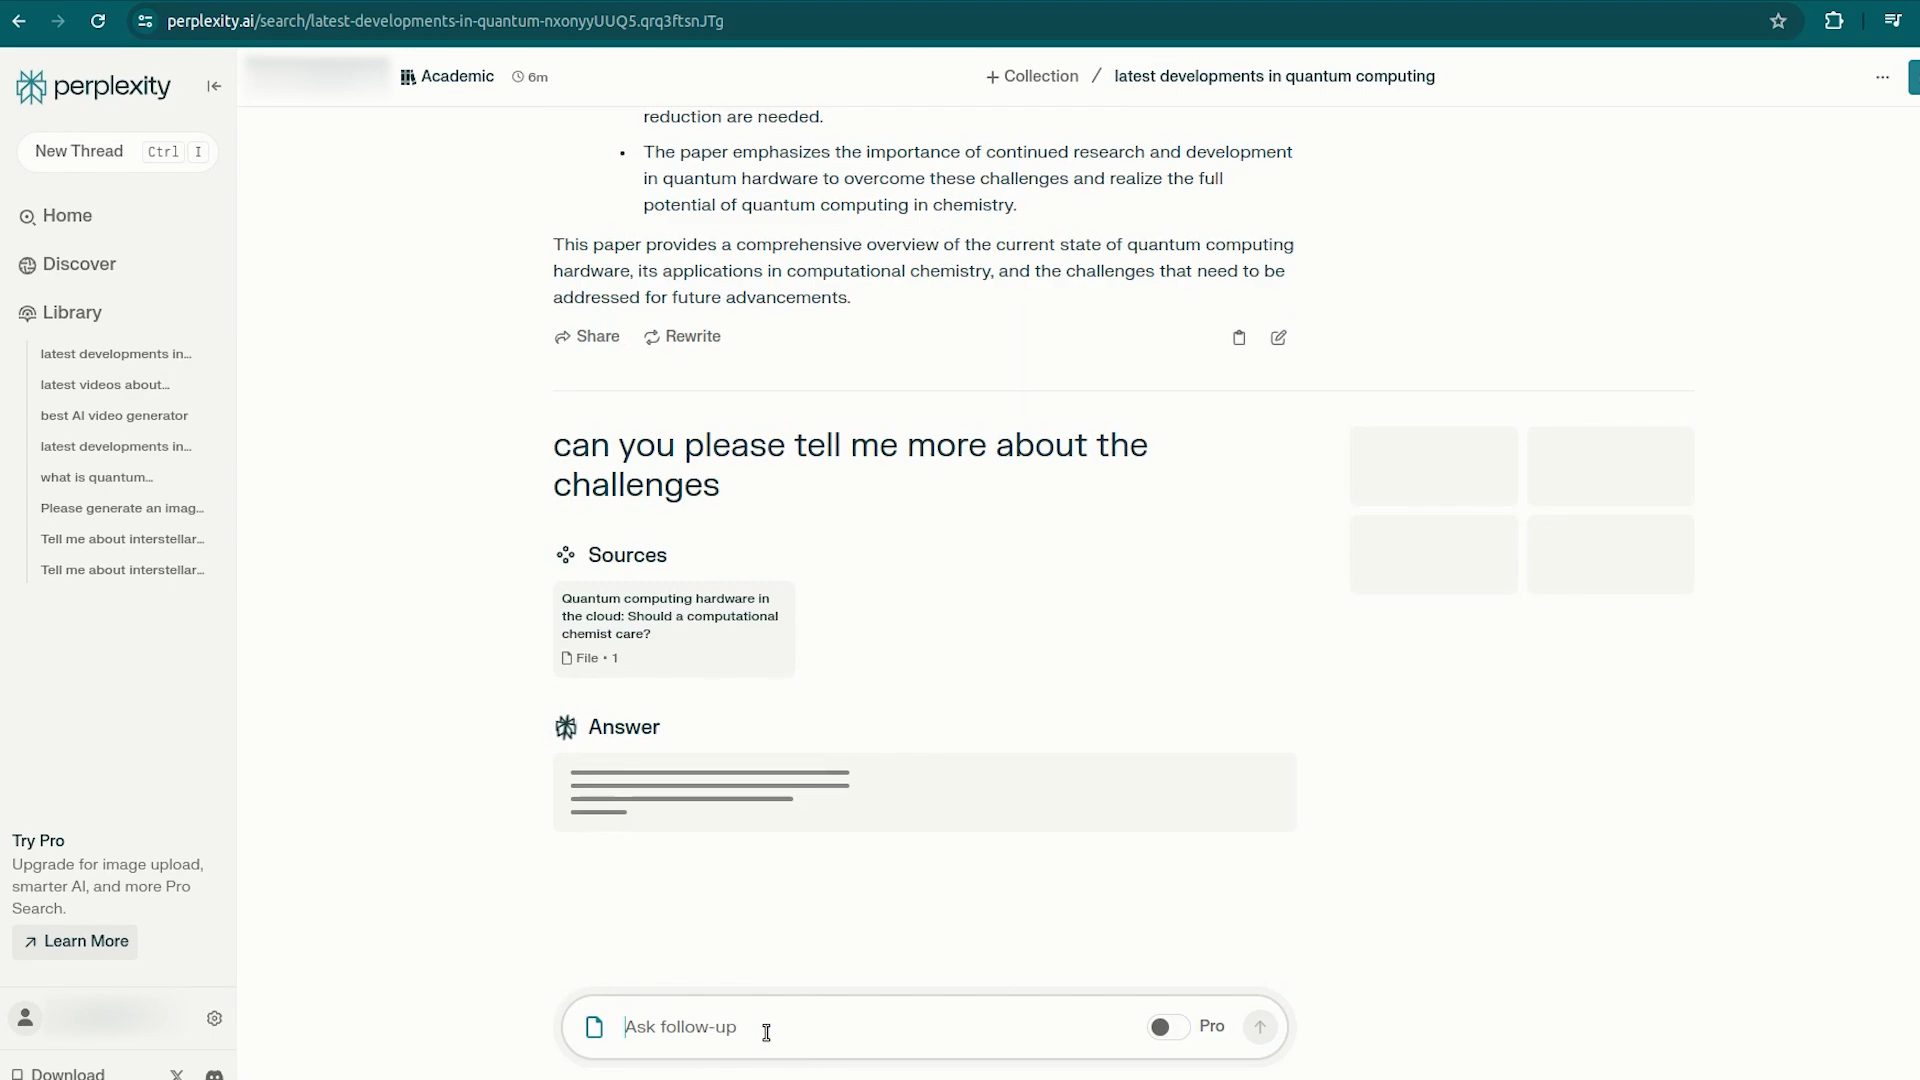 perplexity.ai/search/latest-developments-in-quantum-nxonyyUUQ5.qrq3ftsnJTg
perplexity
Academic
6m
+ Collection / latest developments in quantum computing
New Thread Ctrl I
Home
Discover
Library
latest developments in...
latest videos about...
best AI video generator
latest developments in...
what is quantum...
Please generate an imag...
Tell me about interstellar...
Tell me about interstellar...
Try Pro
Upgrade for image upload,
smarter AI, and more Pro
Search.
Learn More
Download
reduction are needed.
• The paper emphasizes the importance of continued research and development
in quantum hardware to overcome these challenges and realize the full
potential of quantum computing in chemistry.
This paper provides a comprehensive overview of the current state of quantum computing
hardware, its applications in computational chemistry, and the challenges that need to be
addressed for future advancements.
Share Rewrite
can you please tell me more about the
challenges
Sources
Quantum computing hardware in
the cloud: Should a computational
chemist care?
File • 1
Answer
Ask follow-up
Pro